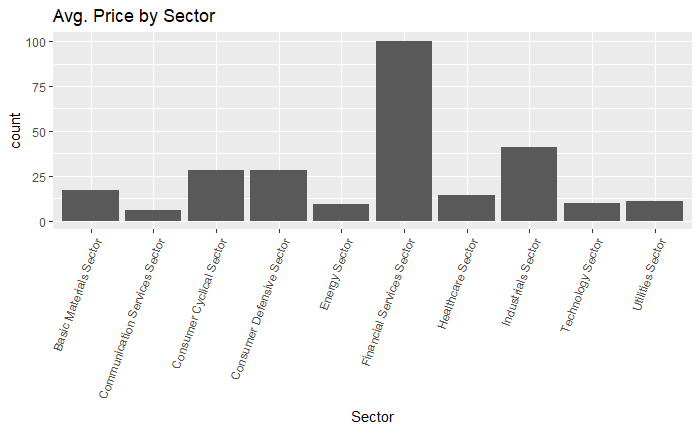 Avg. Price by Sector
count
100
75
50
25
0
Basic Materials Sector
Communication Services Sector
Consumer Cyclical Sector
Consumer Defensive Sector
Energy Sector
Financial Services Sector
Healthcare Sector
Industrials Sector
Technology Sector
Utilities Sector
Sector